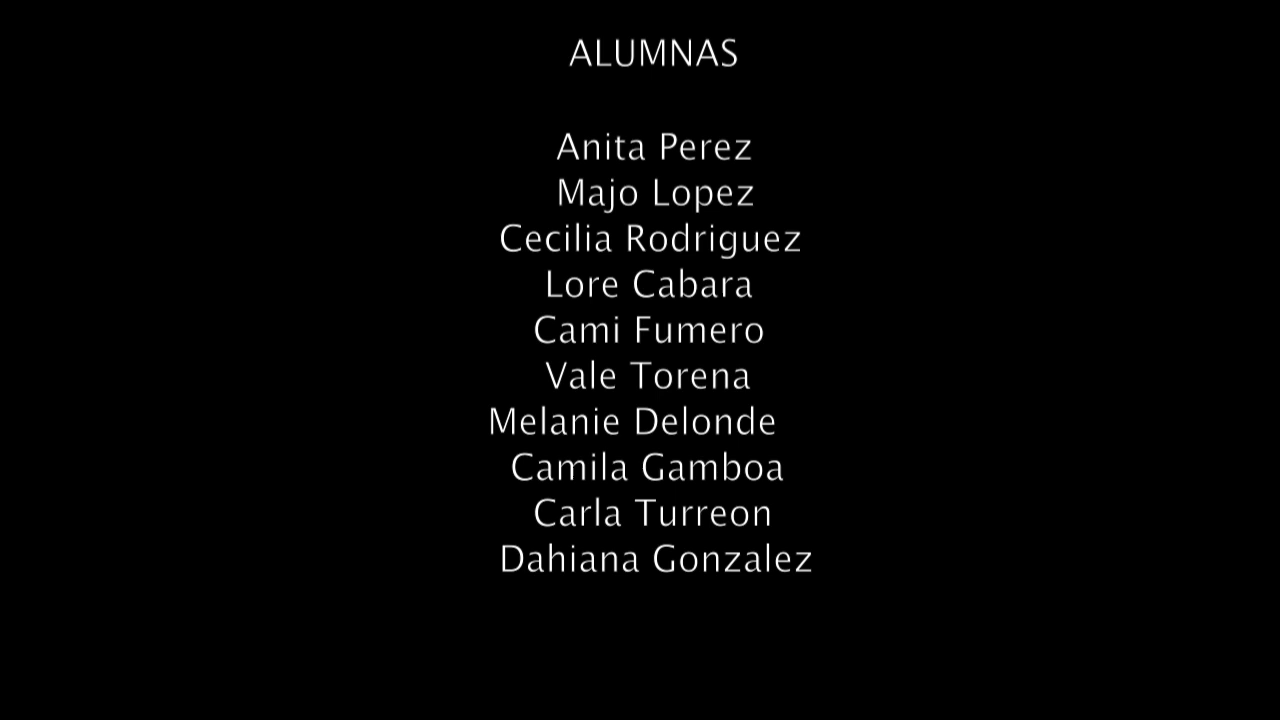 ALUMNAS
Anita Perez
Majo Lopez
Cecilia Rodriguez
Lore Cabara
Cami Fumero
Vale Torena
Melanie Delonde
Camila Gamboa
Carla Turreon
Dahiana Gonzalez